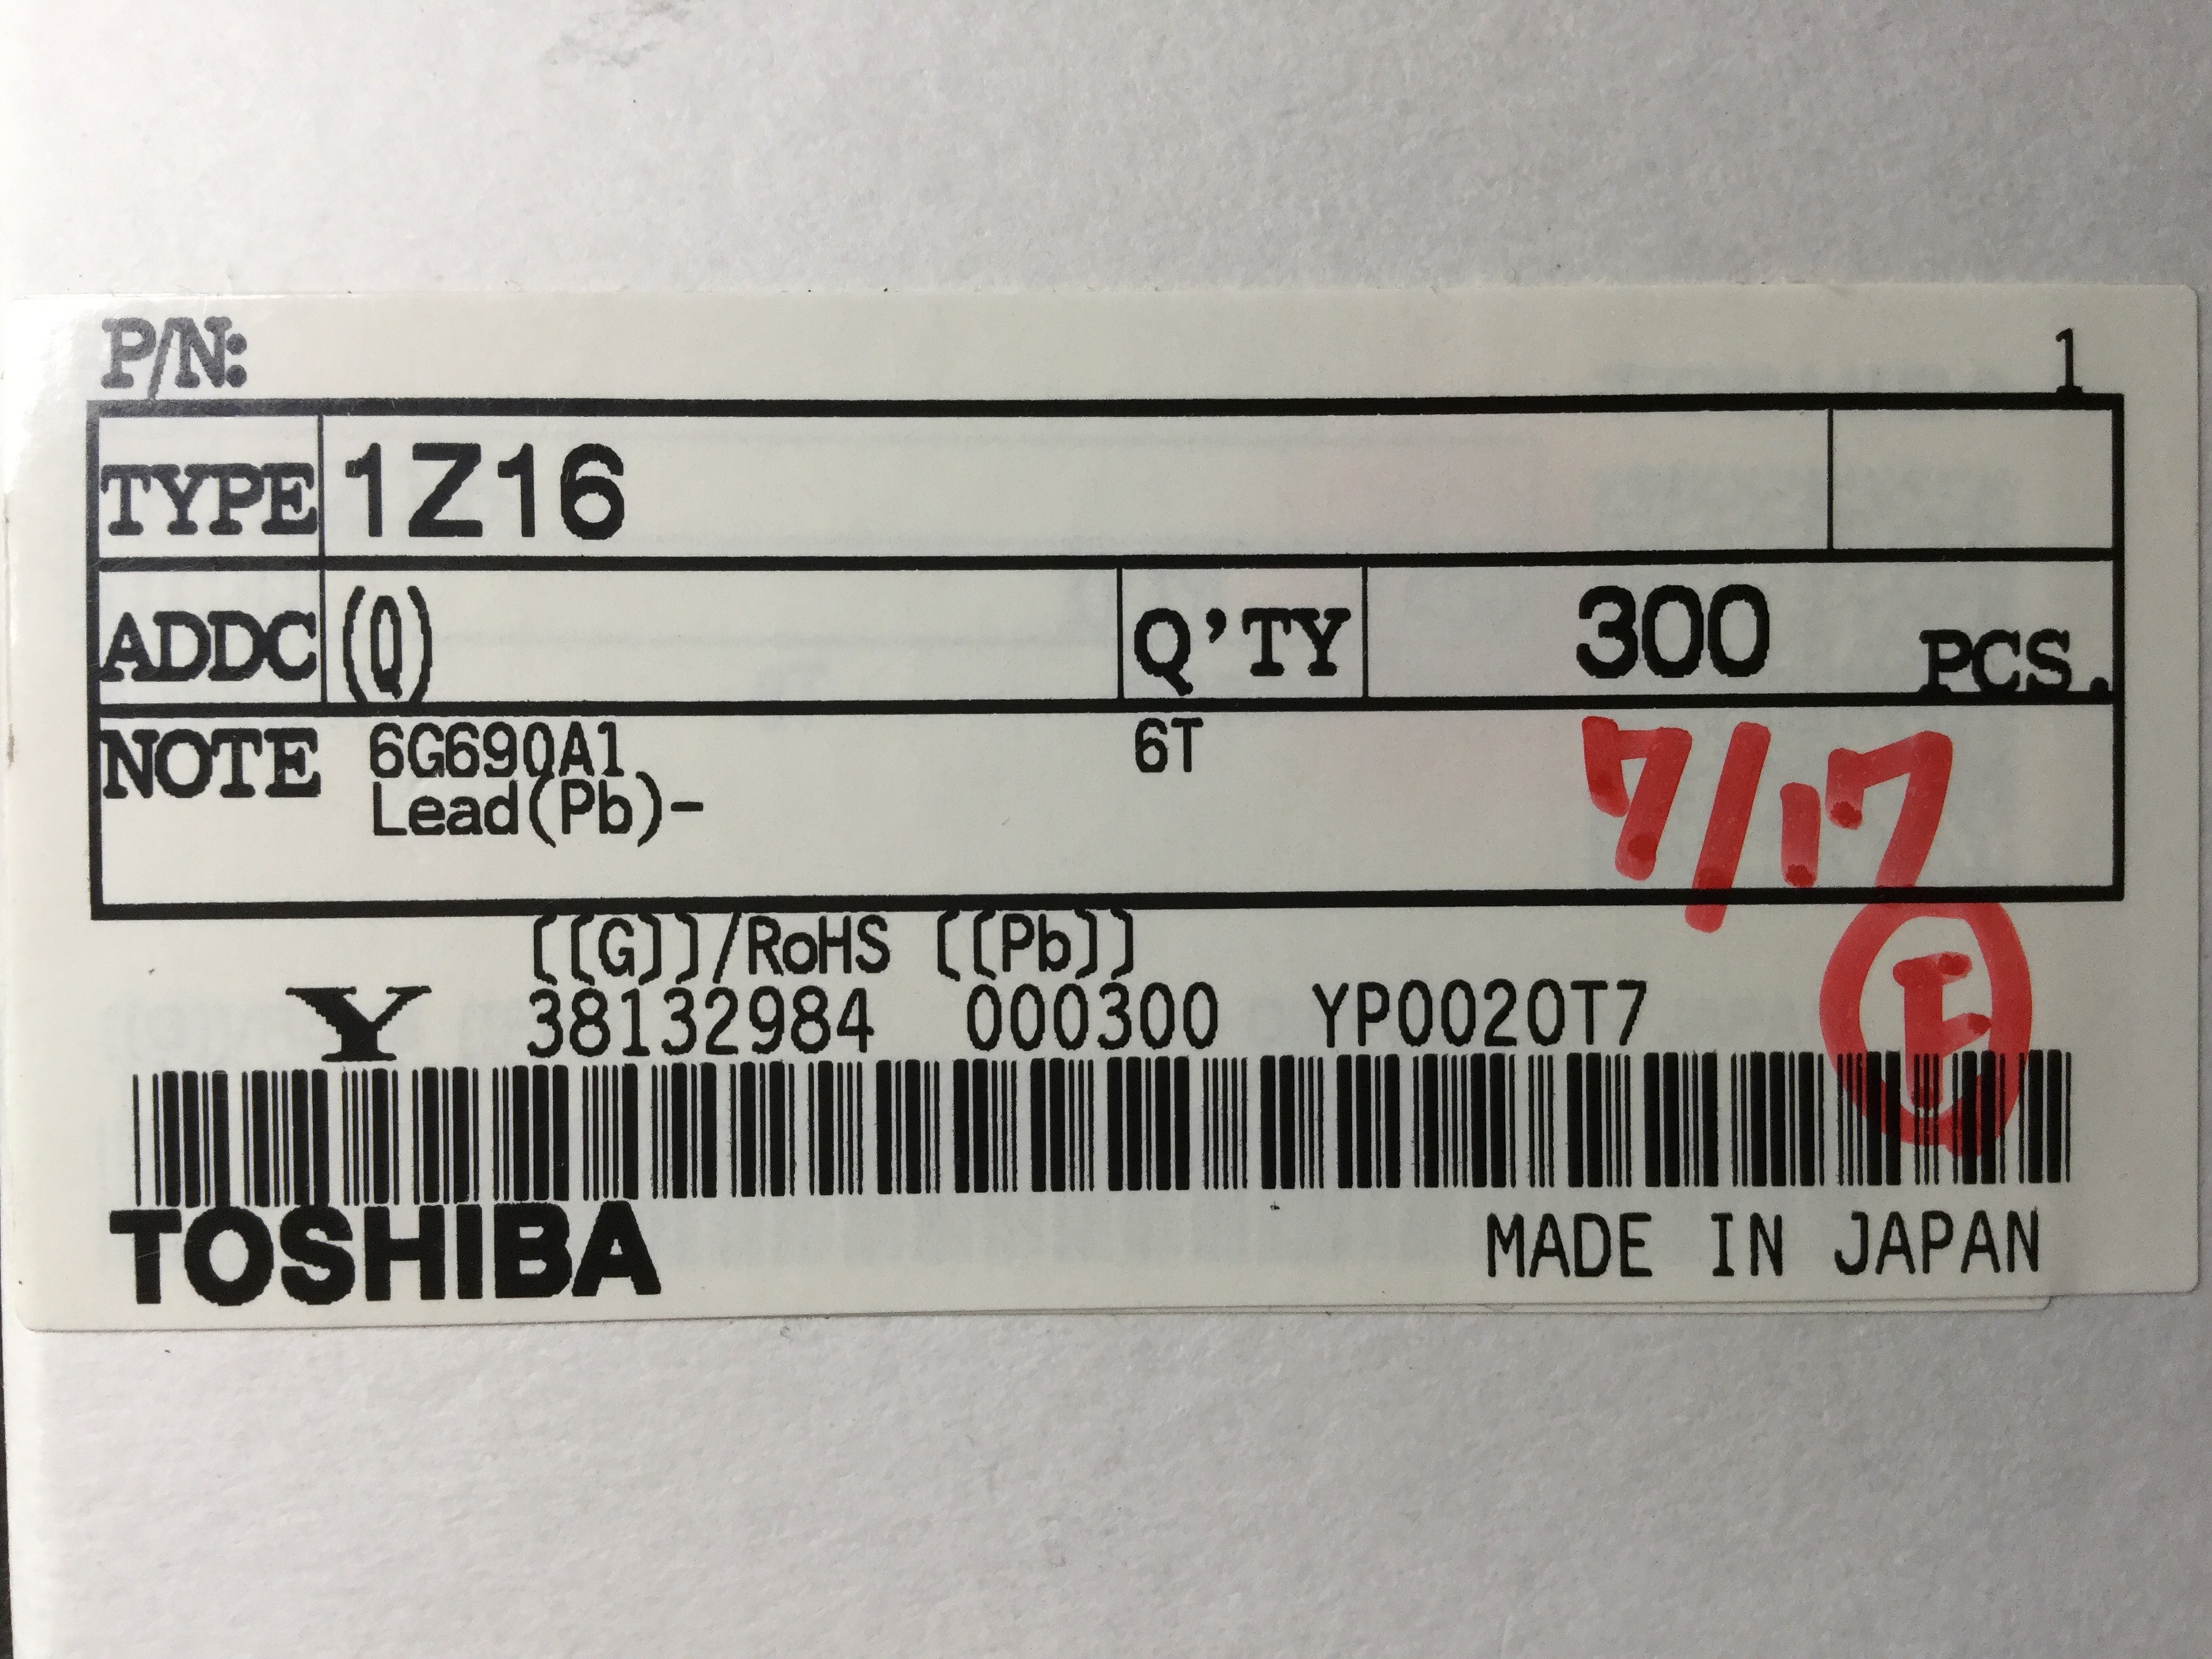 P/N:
1
TYPE 1Z16
ADDC (Q) Q'TY 300 PCS.
NOTE 6G690A1 6T
Lead(Pb)-
7/17
[[G]]/RoHS [[Pb]]
Y 38132984 000300 YP0020T7
TOSHIBA MADE IN JAPAN